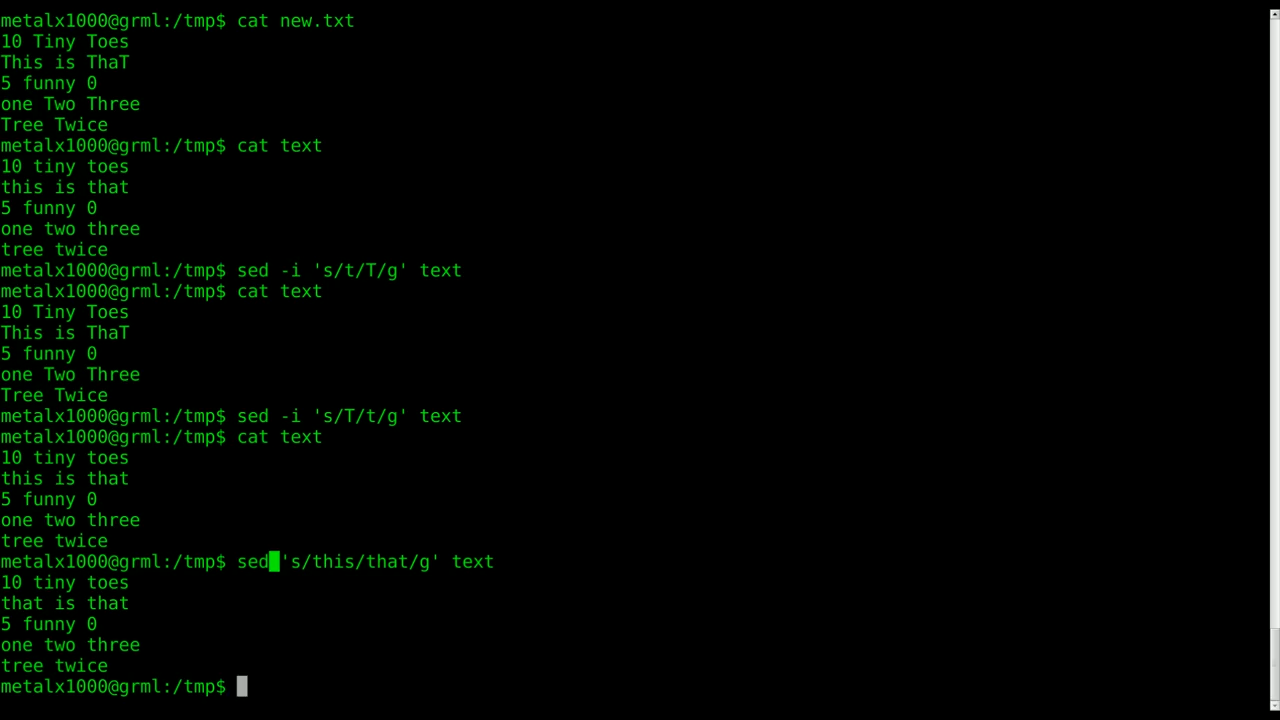 metalx1000@grml:/tmp$ cat new.txt
10 Tiny Toes
This is ThaT
5 funny 0
one Two Three
Tree Twice
metalx1000@grml:/tmp$ cat text
10 tiny toes
this is that
5 funny 0
one two three
tree twice
metalx1000@grml:/tmp$ sed -i 's/t/T/g' text
metalx1000@grml:/tmp$ cat text
10 Tiny Toes
This is ThaT
5 funny 0
one Two Three
Tree Twice
metalx1000@grml:/tmp$ sed -i 's/T/t/g' text
metalx1000@grml:/tmp$ cat text
10 tiny toes
this is that
5 funny 0
one two three
tree twice
metalx1000@grml:/tmp$ sed 's/this/that/g' text
10 tiny toes
that is that
5 funny 0
one two three
tree twice
metalx1000@grml:/tmp$